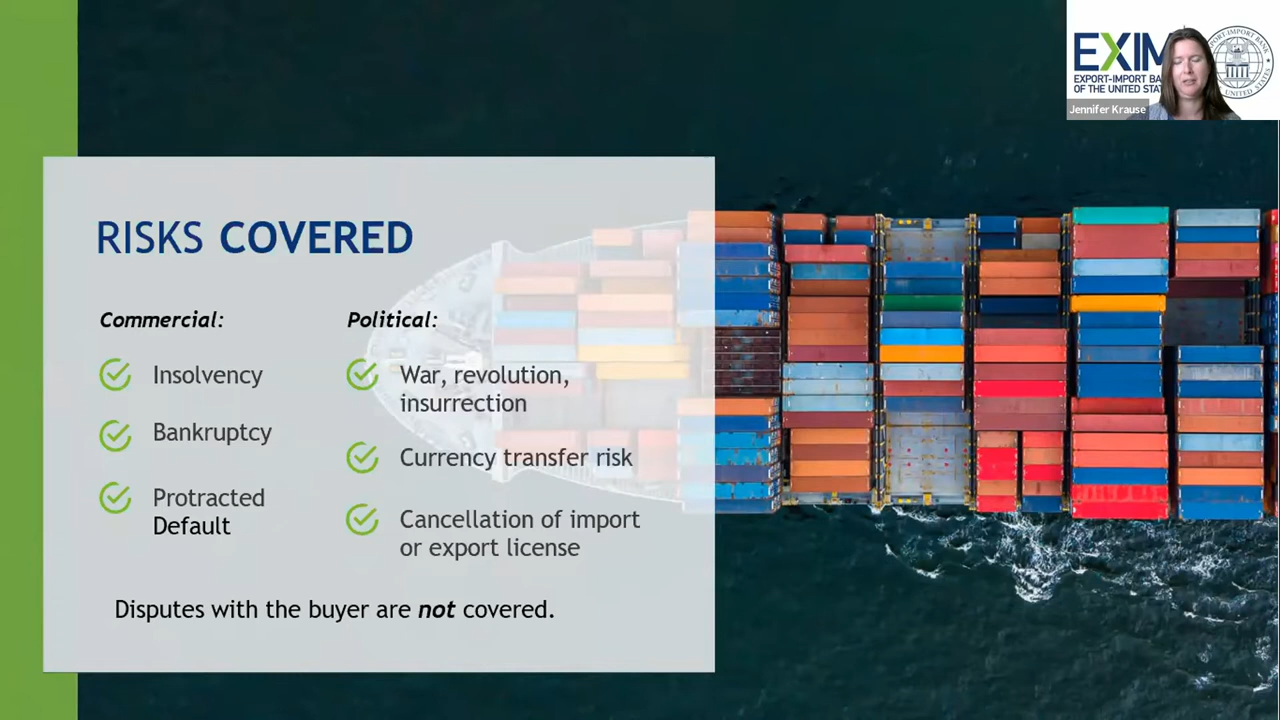 EXIM
EXPORT-IMPORT BA
OF THE UNITED STAT
Jennifer Krause
RISKS COVERED
Commercial:
Insolvency
Bankruptcy
Protracted
Default
Political:
War, revolution,
insurrection
Currency transfer risk
Cancellation of import
or export license
Disputes with the buyer are not covered.